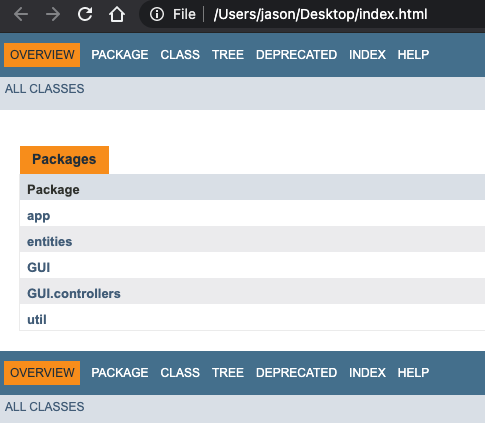 File /Users/jason/Desktop/index.html
OVERVIEW PACKAGE CLASS TREE DEPRECATED INDEX HELP
ALL CLASSES
Packages
Package
app
entities
GUI
GUI.controllers
util
OVERVIEW PACKAGE CLASS TREE DEPRECATED INDEX HELP
ALL CLASSES